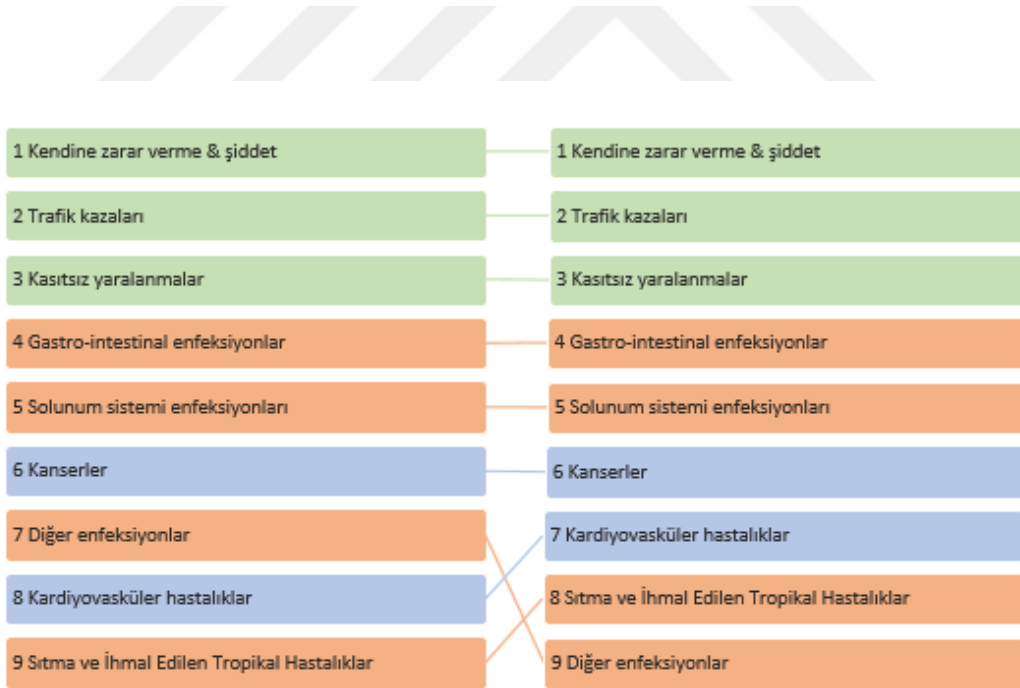 1 Kendine zarar verme & şiddet
2 Trafik kazaları
3 Kasıtsız yaralanmalar
4 Gastro-intestinal enfeksiyonlar
5 Solunum sistemi enfeksiyonları
6 Kanserler
7 Diğer enfeksiyonlar
8 Kardiyovasküler hastalıklar
9 Sıtma ve İhmal Edilen Tropikal Hastalıklar
1 Kendine zarar verme & şiddet
2 Trafik kazaları
3 Kasıtsız yaralanmalar
4 Gastro-intestinal enfeksiyonlar
5 Solunum sistemi enfeksiyonları
6 Kanserler
7 Kardiyovasküler hastalıklar
8 Sıtma ve İhmal Edilen Tropikal Hastalıklar
9 Diğer enfeksiyonlar